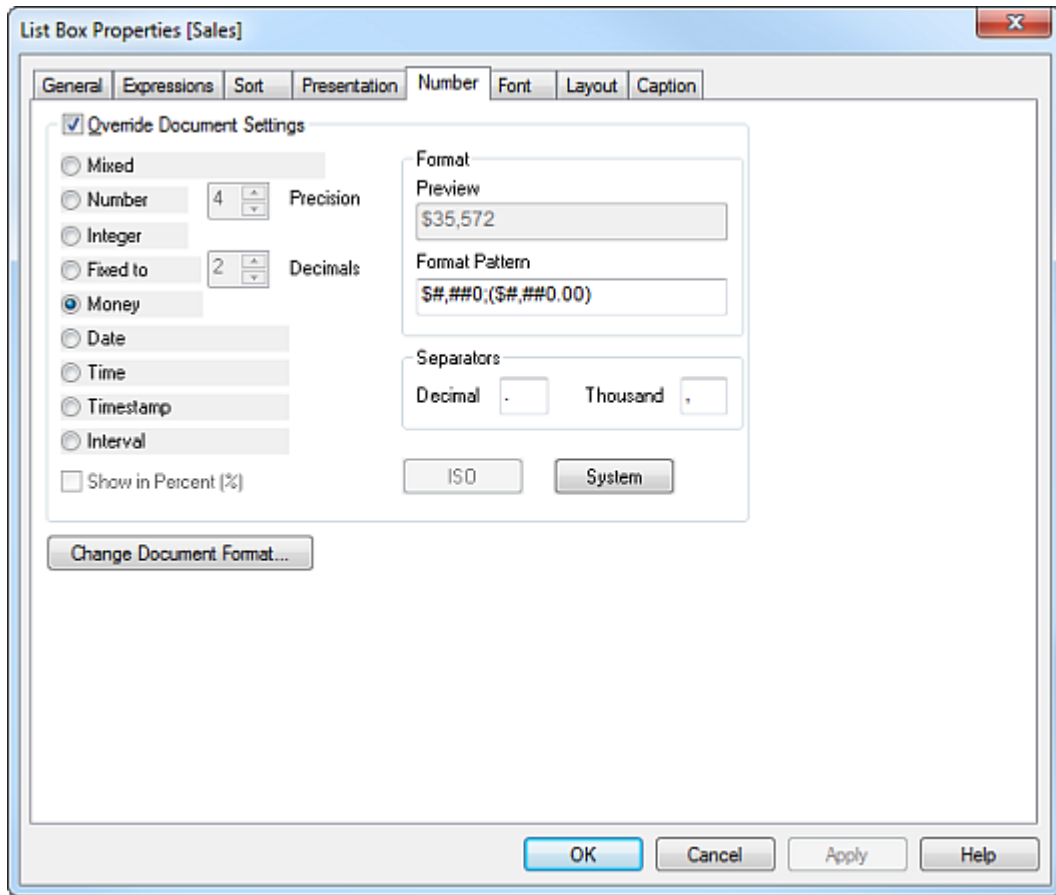 List Box Properties [Sales]
General Expressions Sort Presentation Number Font Layout Caption
Override Document Settings
Mixed
Number 4 Precision
Integer
Fixed to 2 Decimals
Money
Date
Time
Timestamp
Interval
Show in Percent (%)
Format
Preview
$35,572
Format Pattern
$#,##0;($#,##0.00)
Separators
Decimal . Thousand ,
ISO System
Change Document Format...
OK Cancel Apply Help